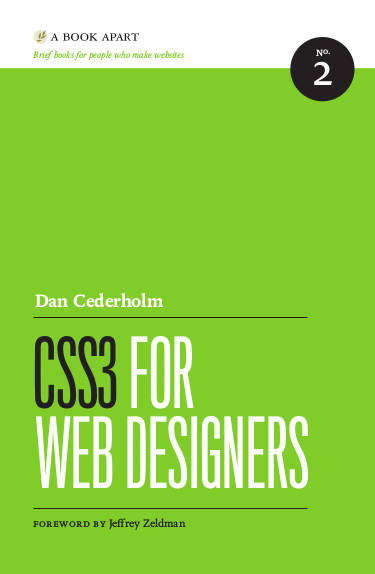 A BOOK APART
Brief books for people who make websites
No.
2
Dan Cederholm
CSS3 FOR
WEB DESIGNERS
FOREWORD BY Jeffrey Zeldman